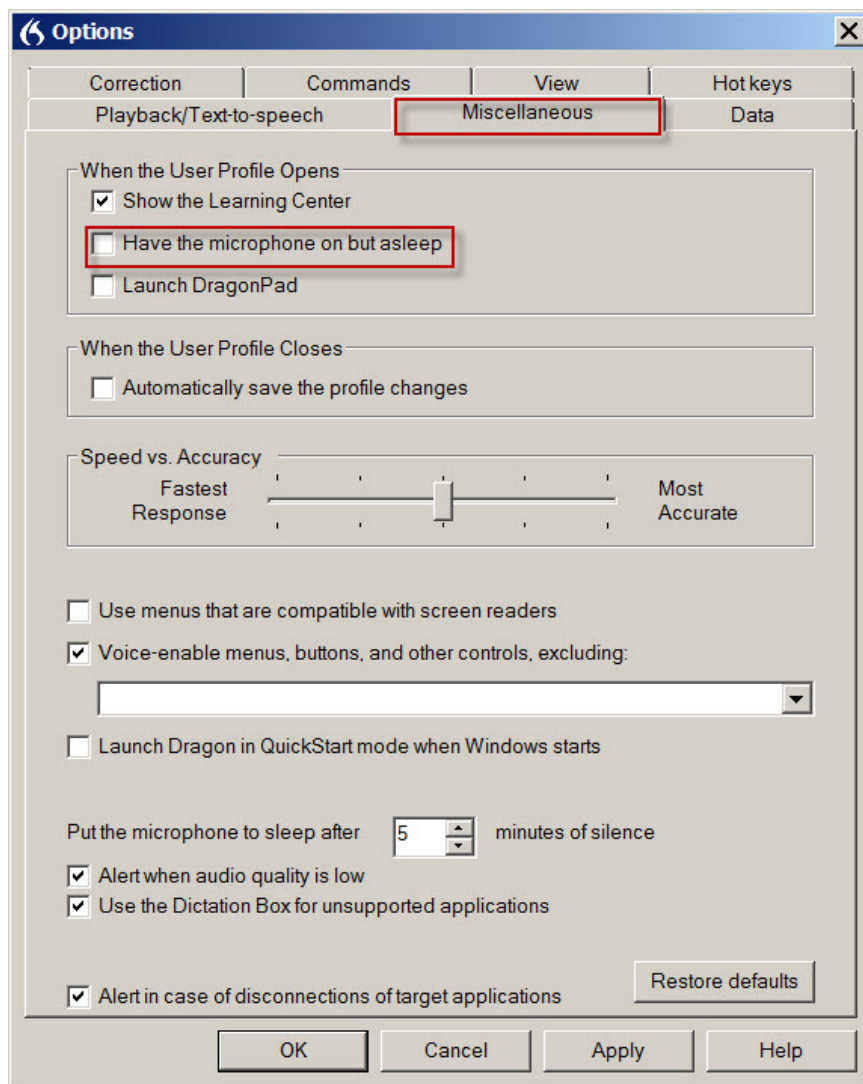 Options
Correction
Commands
View
Hot keys
Playback/Text-to-speech
Miscellaneous
Data
When the User Profile Opens
Show the Learning Center
Have the microphone on but asleep
Launch DragonPad
When the User Profile Closes
Automatically save the profile changes
Speed vs. Accuracy
Fastest
Response
Most
Accurate
Use menus that are compatible with screen readers
Voice-enable menus, buttons, and other controls, excluding:
Launch Dragon in QuickStart mode when Windows starts
Put the microphone to sleep after 5 minutes of silence
Alert when audio quality is low
Use the Dictation Box for unsupported applications
Restore defaults
Alert in case of disconnections of target applications
OK
Cancel
Apply
Help